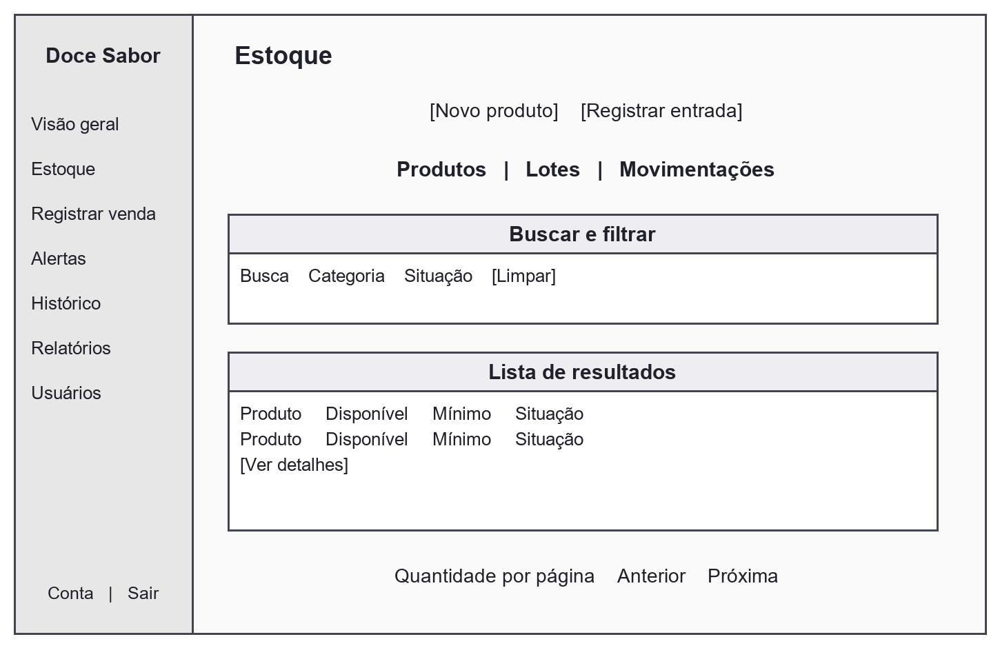 Doce Sabor
Visão geral
Estoque
Registrar venda
Alertas
Histórico
Relatórios
Usuários
Conta | Sair
Estoque
[Novo produto] [Registrar entrada]
Produtos | Lotes | Movimentações
Buscar e filtrar
Busca Categoria Situação [Limpar]
Lista de resultados
Produto Disponível Mínimo Situação
Produto Disponível Mínimo Situação
[Ver detalhes]
Quantidade por página Anterior Próxima